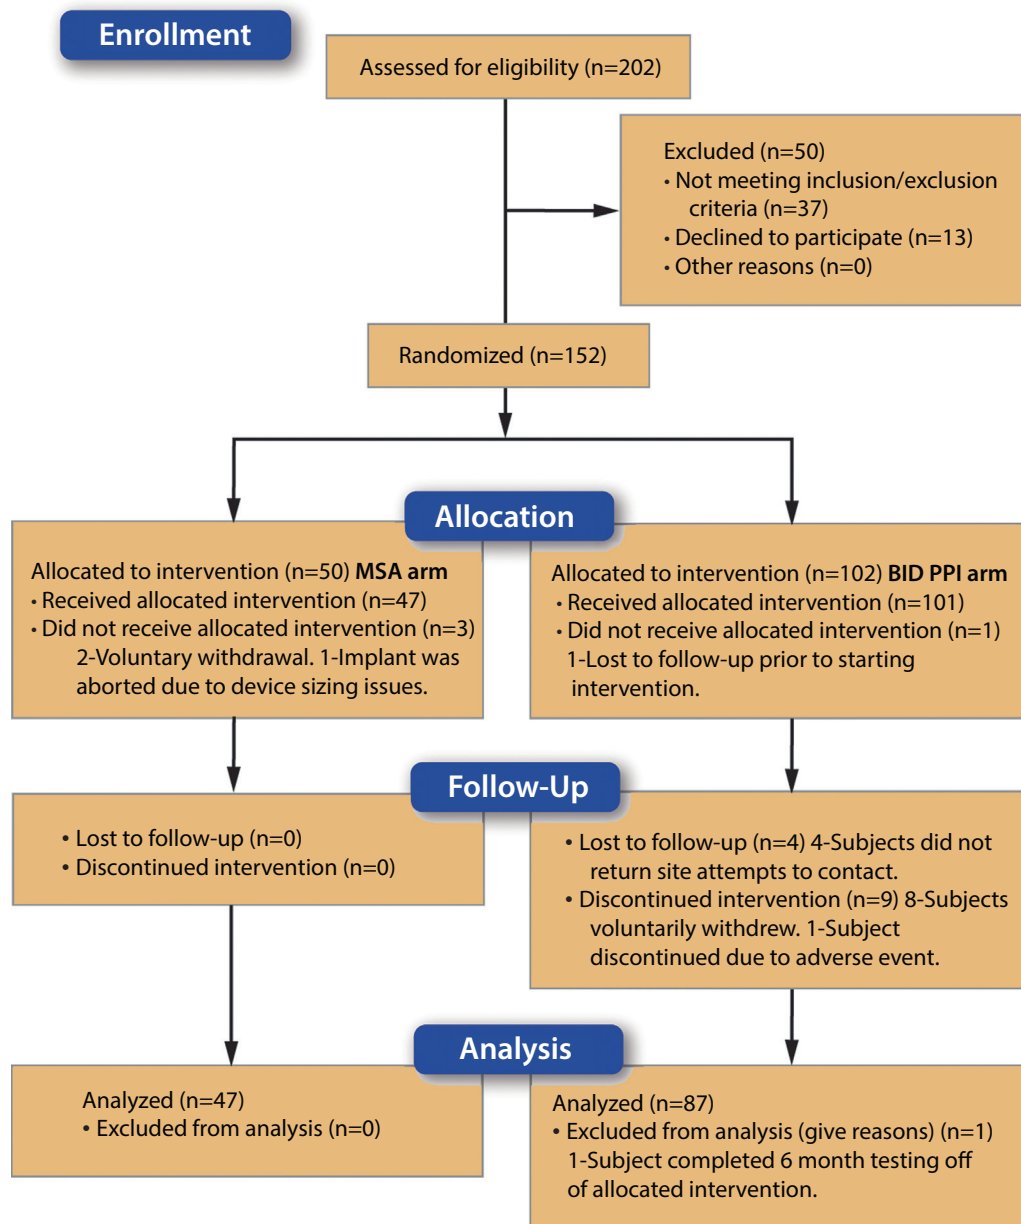 Enrollment
Assessed for eligibility (n=202)
Excluded (n=50)
• Not meeting inclusion/exclusion
criteria (n=37)
• Declined to participate (n=13)
• Other reasons (n=0)
Randomized (n=152)
Allocation
Allocated to intervention (n=50) MSA arm
• Received allocated intervention (n=47)
• Did not receive allocated intervention (n=3)
2-Voluntary withdrawal. 1-Implant was
aborted due to device sizing issues.
Allocated to intervention (n=102) BID PPI arm
• Received allocated intervention (n=101)
• Did not receive allocated intervention (n=1)
1-Lost to follow-up prior to starting
intervention.
Follow-Up
• Lost to follow-up (n=0)
• Discontinued intervention (n=0)
• Lost to follow-up (n=4) 4-Subjects did not
return site attempts to contact.
• Discontinued intervention (n=9) 8-Subjects
voluntarily withdrew. 1-Subject
discontinued due to adverse event.
Analysis
Analyzed (n=47)
• Excluded from analysis (n=0)
Analyzed (n=87)
• Excluded from analysis (give reasons) (n=1)
1-Subject completed 6 month testing off
of allocated intervention.